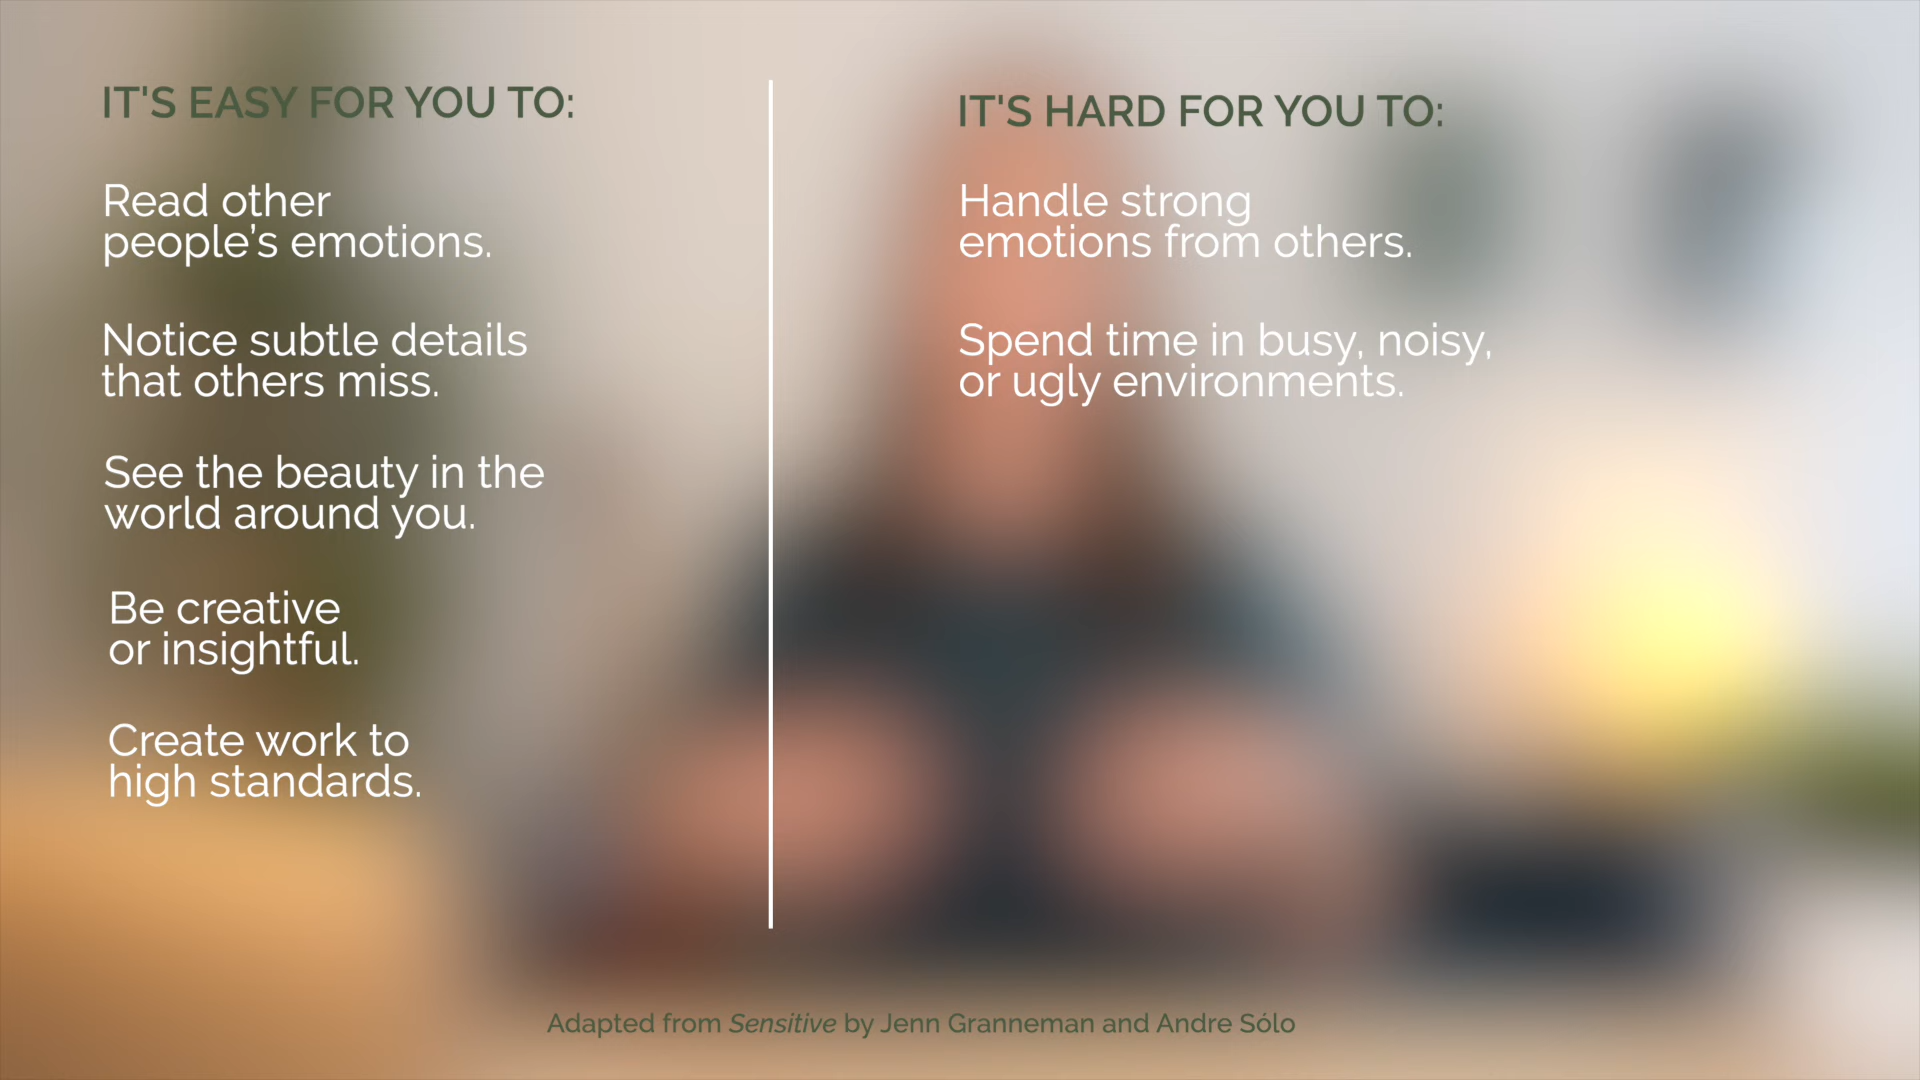 IT'S EASY FOR YOU TO:
Read other
people’s emotions.
Notice subtle details
that others miss.
See the beauty in the
world around you.
Be creative
or insightful.
Create work to
high standards.
IT'S HARD FOR YOU TO:
Handle strong
emotions from others.
Spend time in busy, noisy,
or ugly environments.
Adapted from Sensitive by Jenn Granneman and Andre Sólo